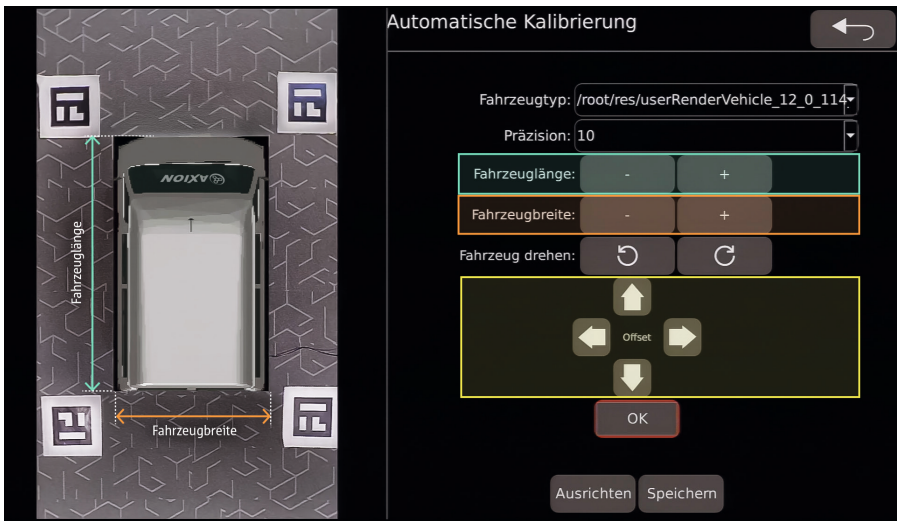 Automatische Kalibrierung
Fahrzeugtyp: /root/res/userRenderVehicle_12_0_114
Präzision: 10
Fahrzeuglänge: - +
Fahrzeugbreite: - +
Fahrzeug drehen:
Offset
OK
Ausrichten Speichern
AXION
Fahrzeuglänge
Fahrzeugbreite